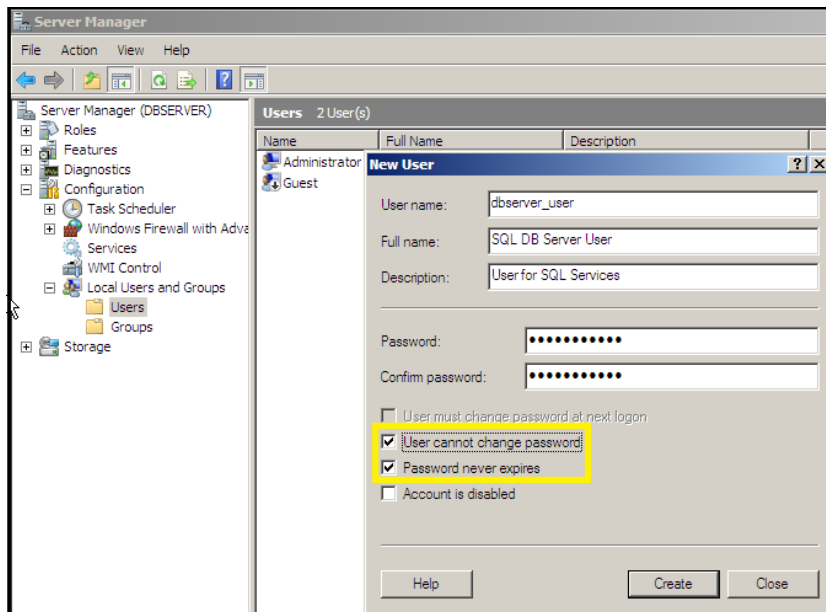 Server Manager
File Action View Help
Server Manager (DBSERVER)
Roles
Features
Diagnostics
Configuration
Task Scheduler
Windows Firewall with Adva
Services
WMI Control
Local Users and Groups
Users
Groups
Storage
Users 2 User(s)
Name Full Name Description
Administrator
Guest
New User
User name: dbserver_user
Full name: SQL DB Server User
Description: User for SQL Services
Password: •••••••••••
Confirm password: •••••••••••
User must change password at next logon
User cannot change password
Password never expires
Account is disabled
Help Create Close